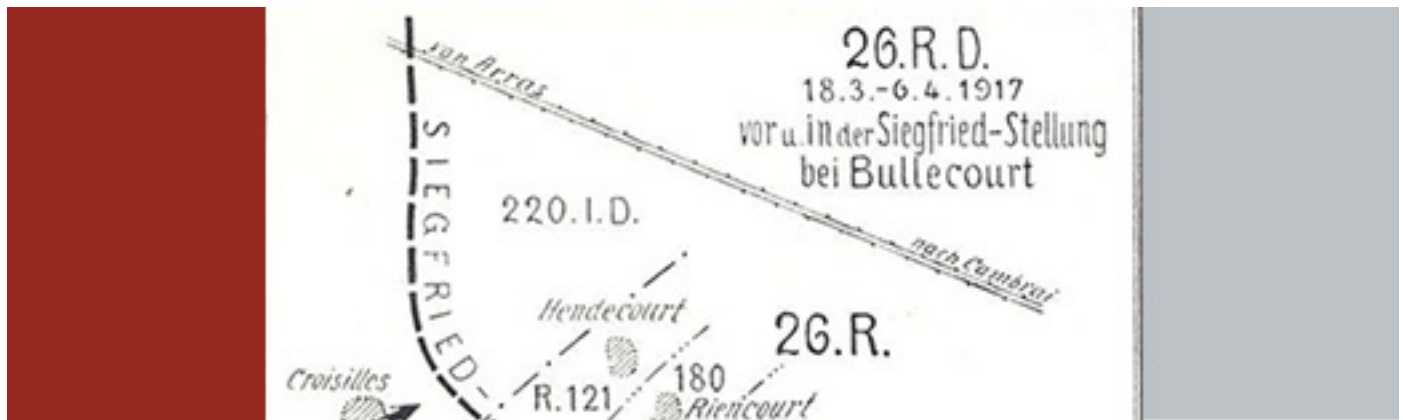 26.R.D.
18.3.-6.4.1917
vor u. in der Siegfried-Stellung
bei Bullecourt
von Arras
nach Cambrai
SIEGFRIED-
220.I.D.
Hendecourt
26.R.
Croisilles
R.121
180
Riencourt